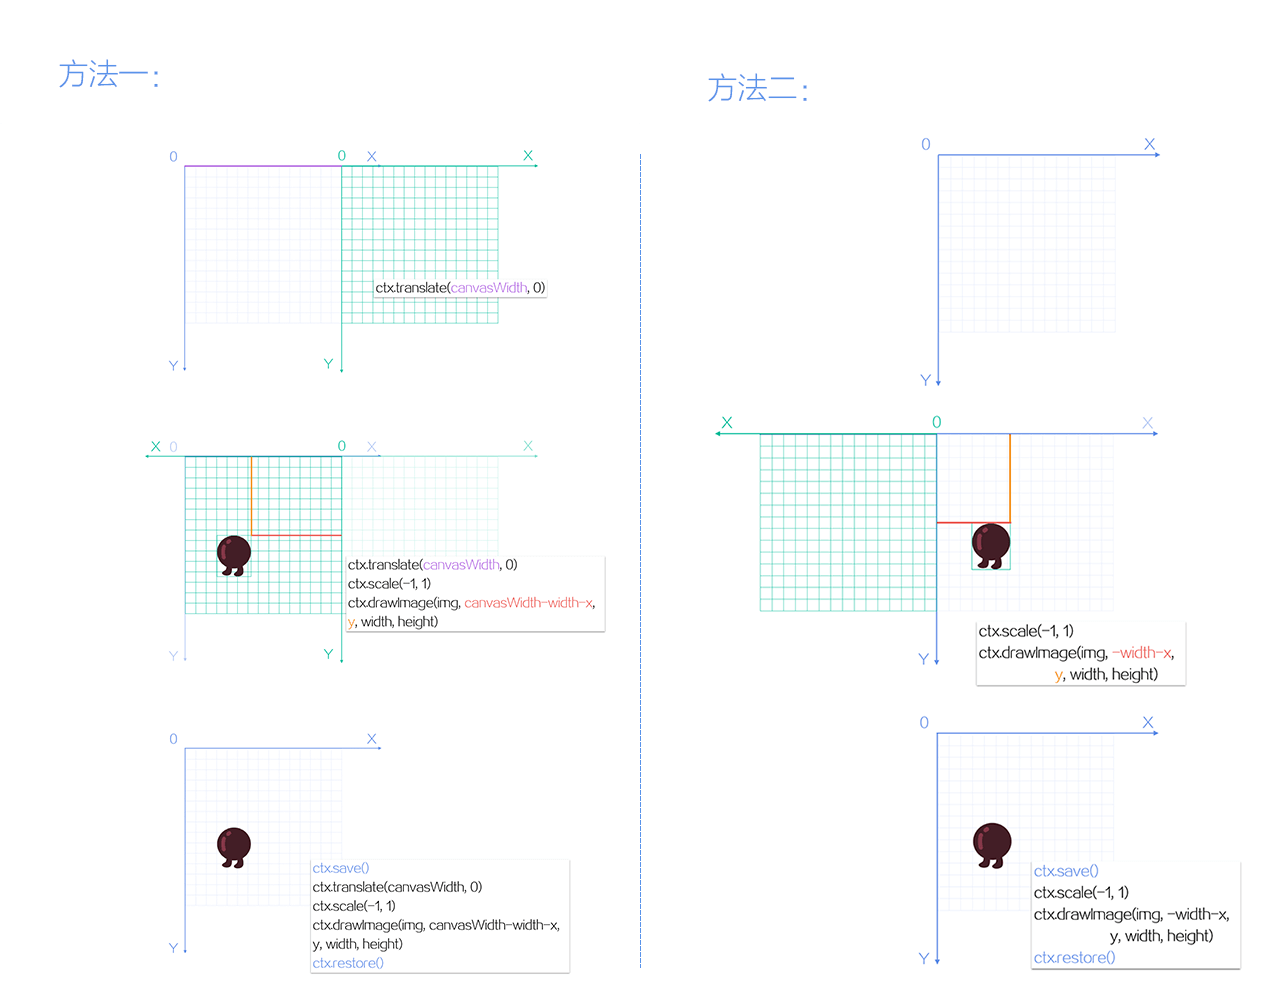 方法一：
0
0
X
X
ctx.translate(canvasWidth, 0)
Y
Y
X
0
0
X
X
ctx.translate(canvasWidth, 0)
ctx.scale(-1, 1)
ctx.drawImage(img, canvasWidth-width-x,
y, width, height)
Y
Y
0
X
ctx.save()
ctx.translate(canvasWidth, 0)
ctx.scale(-1, 1)
ctx.drawImage(img, canvasWidth-width-x,
y, width, height)
ctx.restore()
Y
方法二：
0
X
Y
X
0
X
ctx.scale(-1, 1)
ctx.drawImage(img, -width-x,
y, width, height)
Y
0
X
ctx.save()
ctx.scale(-1, 1)
ctx.drawImage(img, -width-x,
y, width, height)
ctx.restore()
Y